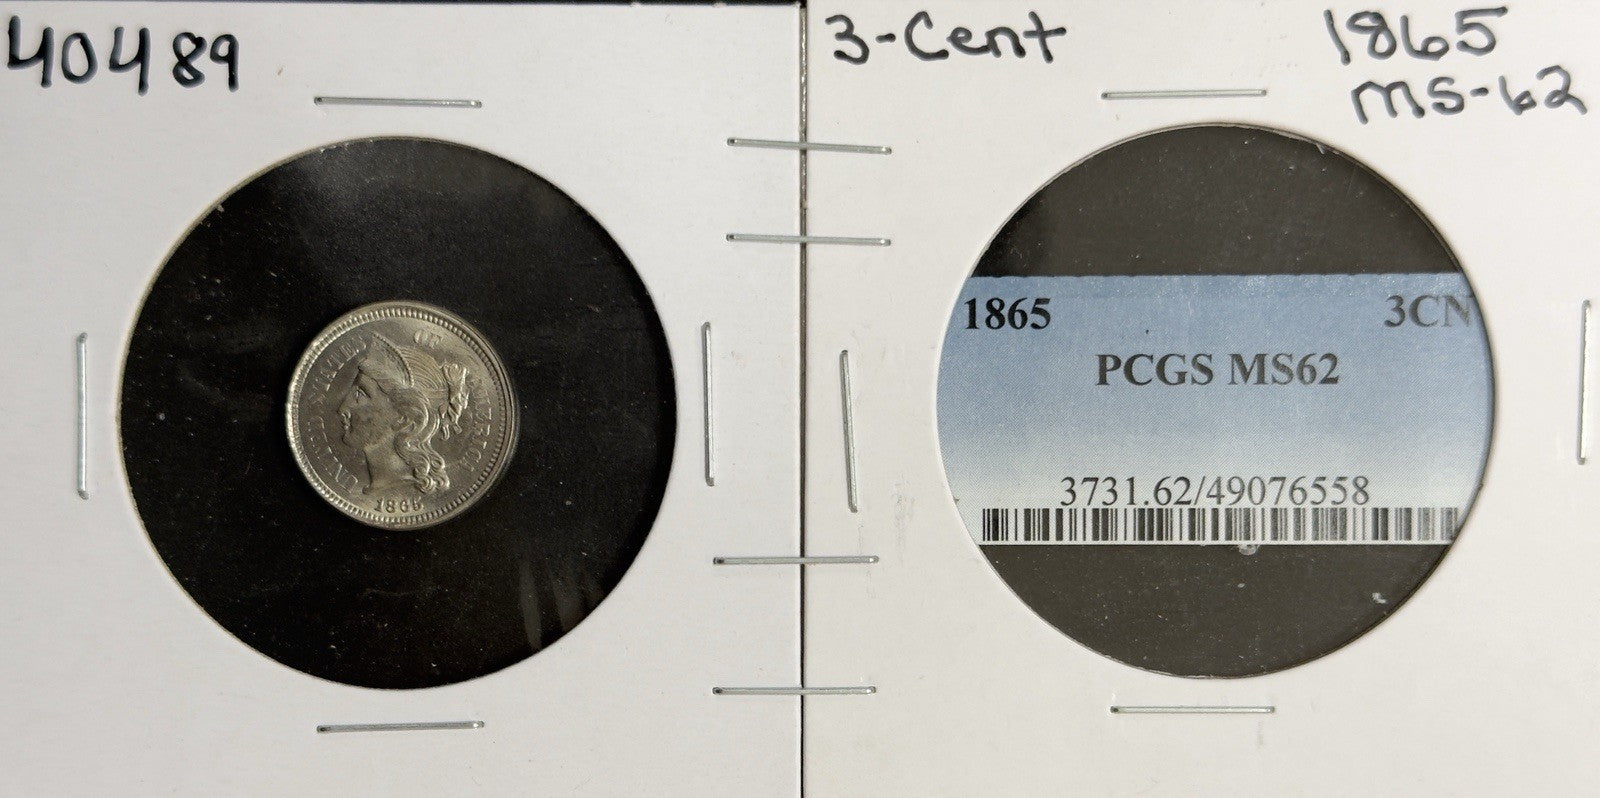 40489
3-Cent
1865
MS-62
UNITED STATES OF AMERICA
1865
1865 3CN
PCGS MS62
3731.62/49076558